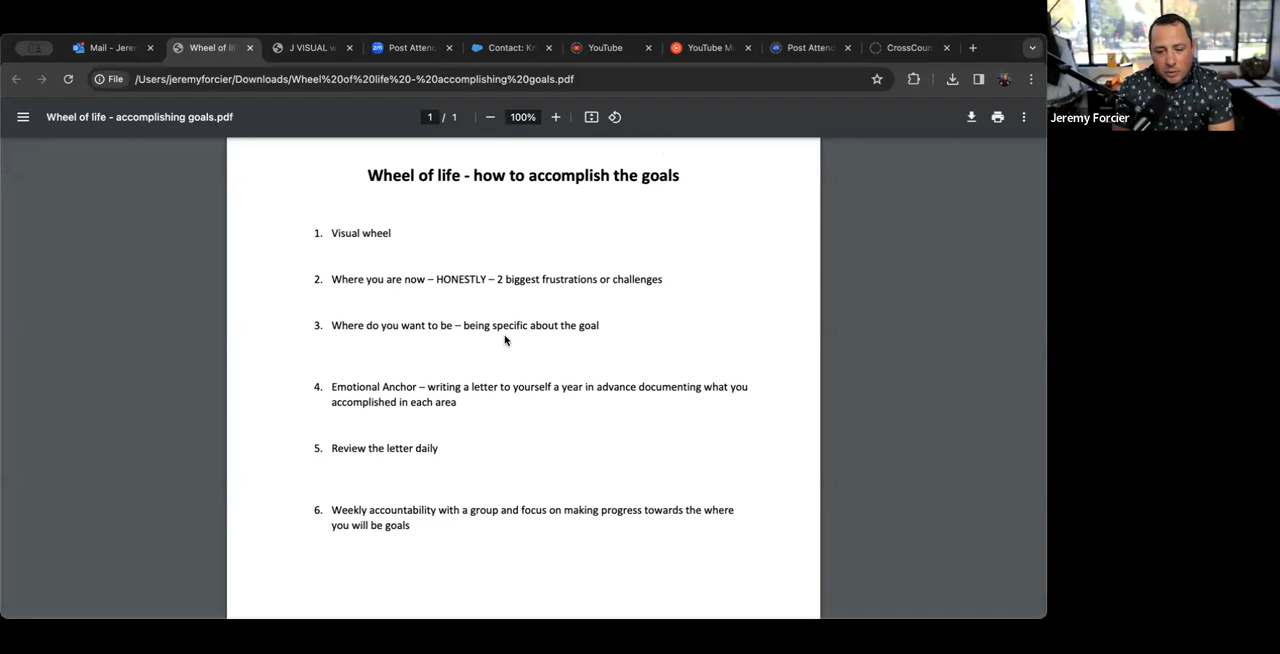 Mail - Jerer
Wheel of li
J VISUAL w
Post Attend
Contact: Kr
YouTube
YouTube M
Post Attend
CrossCoun
File
/Users/jeremyforcier/Downloads/Wheel%20of%20life%20-%20accomplishing%20goals.pdf
Wheel of life - accomplishing goals.pdf
1 / 1
100%
Jeremy Forcier
Wheel of life - how to accomplish the goals
1. Visual wheel
2. Where you are now – HONESTLY – 2 biggest frustrations or challenges
3. Where do you want to be – being specific about the goal
4. Emotional Anchor – writing a letter to yourself a year in advance documenting what you
accomplished in each area
5. Review the letter daily
6. Weekly accountability with a group and focus on making progress towards the where
you will be goals